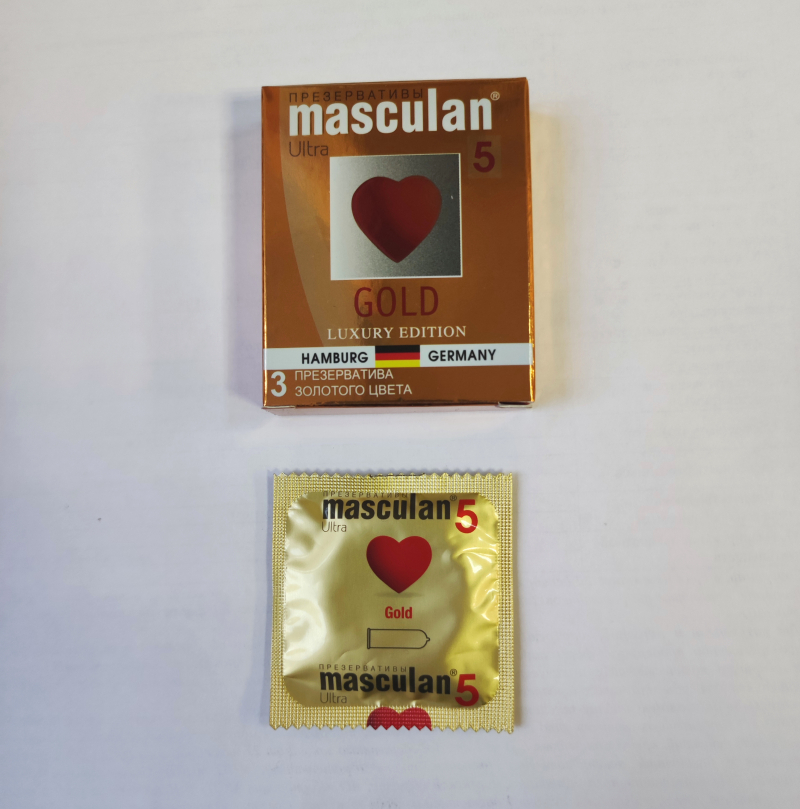 ПРЕЗЕРВАТИВЫ
masculan®
Ultra 5
GOLD
LUXURY EDITION
HAMBURG GERMANY
3 ПРЕЗЕРВАТИВА
ЗОЛОТОГО ЦВЕТА
ПРЕЗЕРВАТИВЫ
masculan® 5
Ultra
Gold
ПРЕЗЕРВАТИВЫ
masculan® 5
Ultra